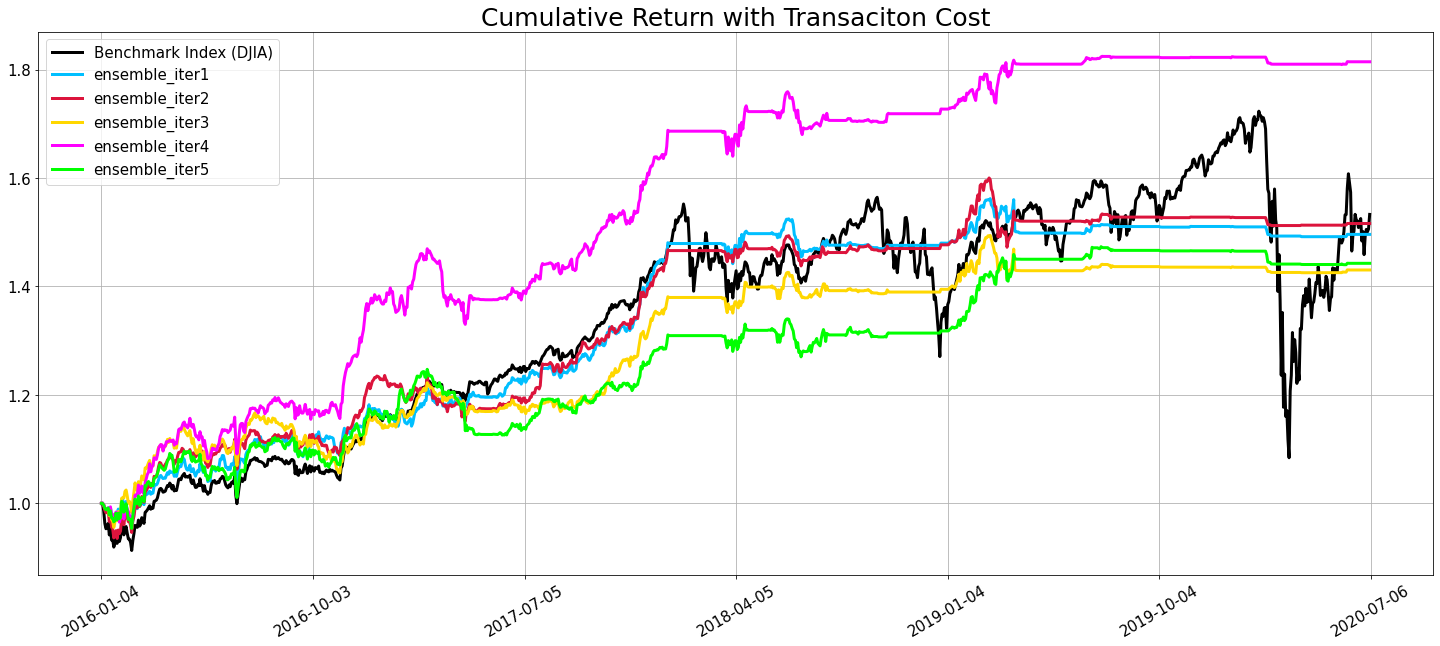 Cumulative Return with Transaciton Cost
Benchmark Index (DJIA)
ensemble_iter1
ensemble_iter2
ensemble_iter3
ensemble_iter4
ensemble_iter5
1.8
1.6
1.4
1.2
1.0
2016-01-04
2016-10-03
2017-07-05
2018-04-05
2019-01-04
2019-10-04
2020-07-06